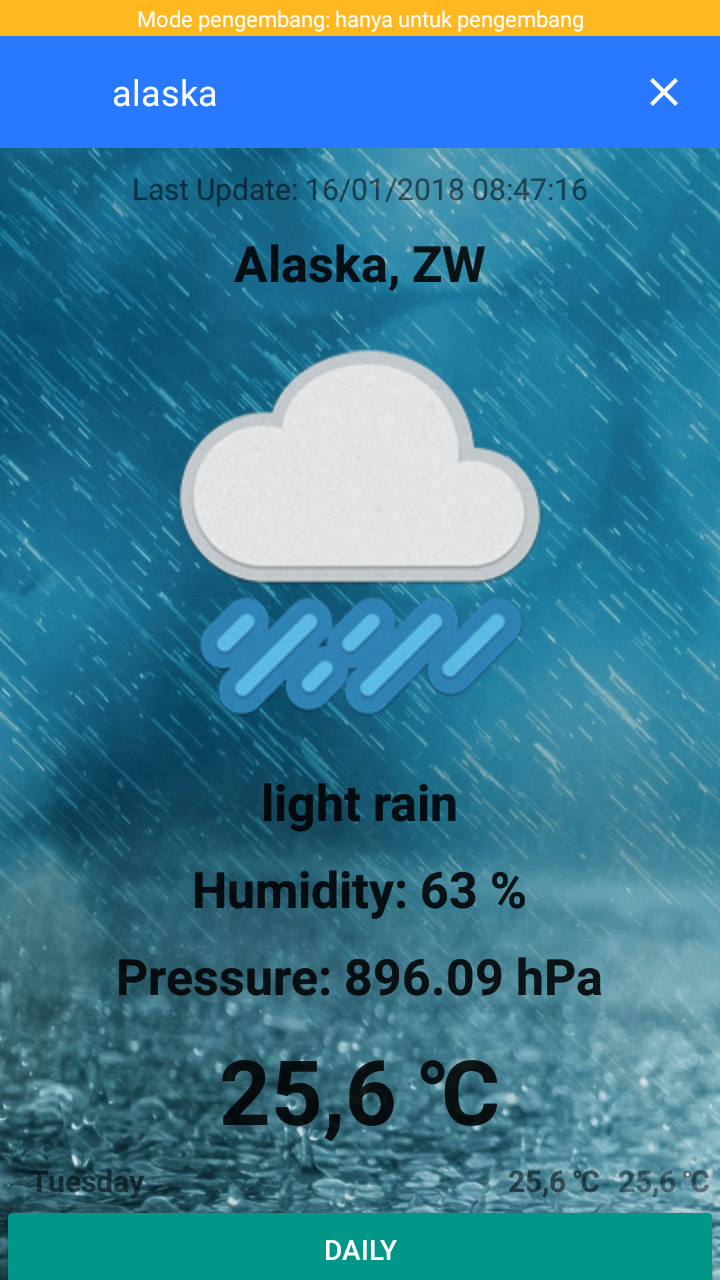 Mode pengembang: hanya untuk pengembang
alaska
Last Update: 16/01/2018 08:47:16
Alaska, ZW
light rain
Humidity: 63 %
Pressure: 896.09 hPa
25,6 ℃
Tuesday 25,6 ℃ 25,6 ℃
DAILY